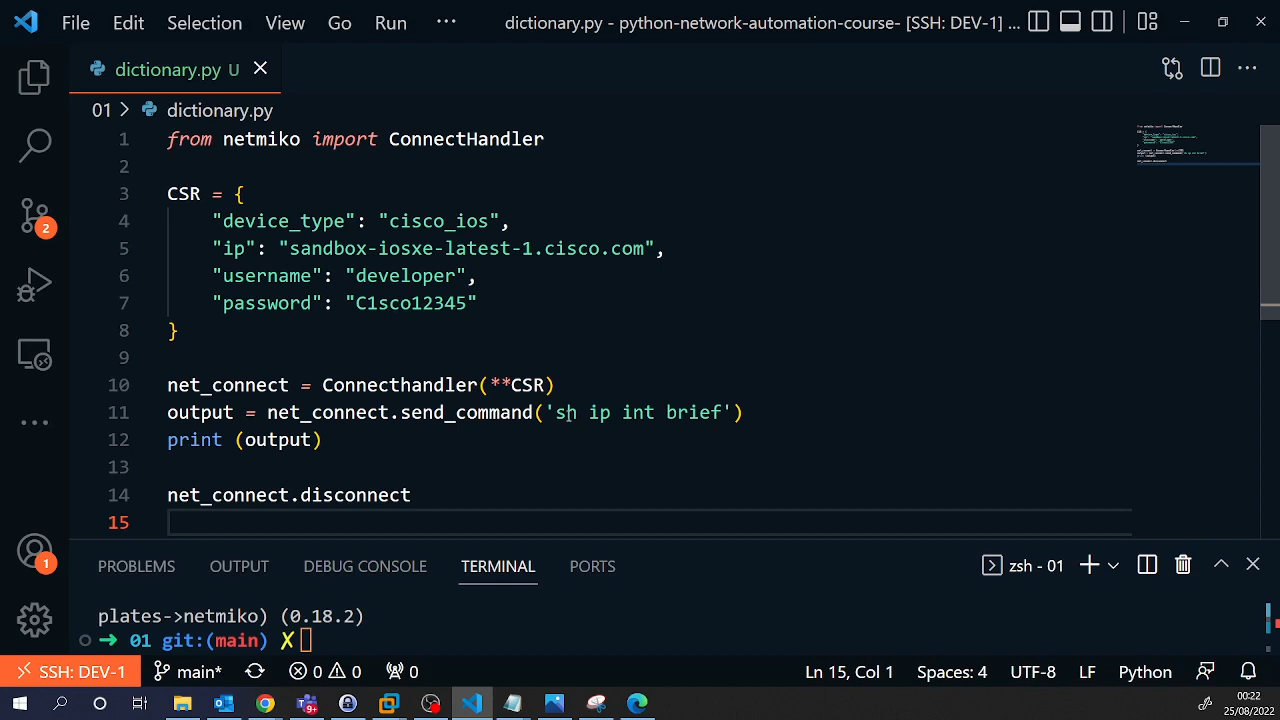 File Edit Selection View Go Run ··· dictionary.py - python-network-automation-course- [SSH: DEV-1] ...
dictionary.py U
01 > dictionary.py
1 from netmiko import ConnectHandler
2
3 CSR = {
4 "device_type": "cisco_ios",
5 "ip": "sandbox-iosxe-latest-1.cisco.com",
6 "username": "developer",
7 "password": "C1sco12345"
8 }
9
10 net_connect = Connecthandler(**CSR)
11 output = net_connect.send_command('sh ip int brief')
12 print (output)
13
14 net_connect.disconnect
15
2
1
PROBLEMS OUTPUT DEBUG CONSOLE TERMINAL PORTS zsh - 01
plates->netmiko) (0.18.2)
→ 01 git:(main) ✗
SSH: DEV-1 main* 0 0 0 Ln 15, Col 1 Spaces: 4 UTF-8 LF Python
00:22
25/08/2022